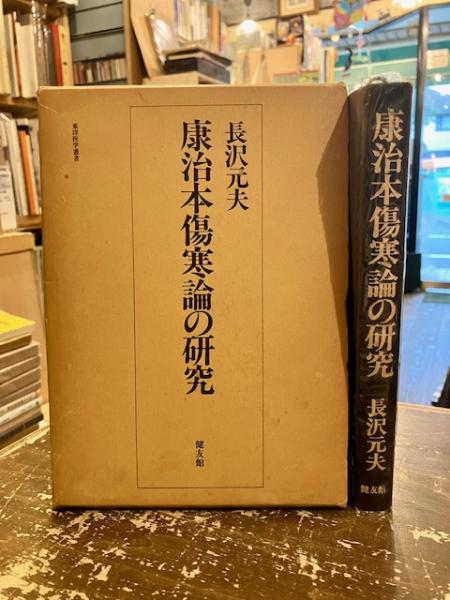 東洋医学叢書
長沢元夫
康治本傷寒論の研究
健友館
康治本傷寒論の研究
長沢元夫
健友館